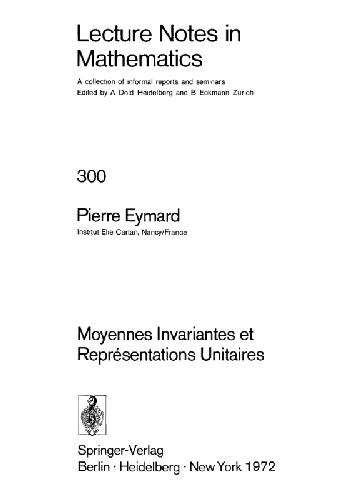 Lecture Notes in
Mathematics
A collection of informal reports and seminars
Edited by A Dold Heidelberg and B Eckmann Zürich
300
Pierre Eymard
Institut Elie Cartan, Nancy/France
Moyennes Invariantes et
Représentations Unitaires
Springer-Verlag
Berlin · Heidelberg · New York 1972